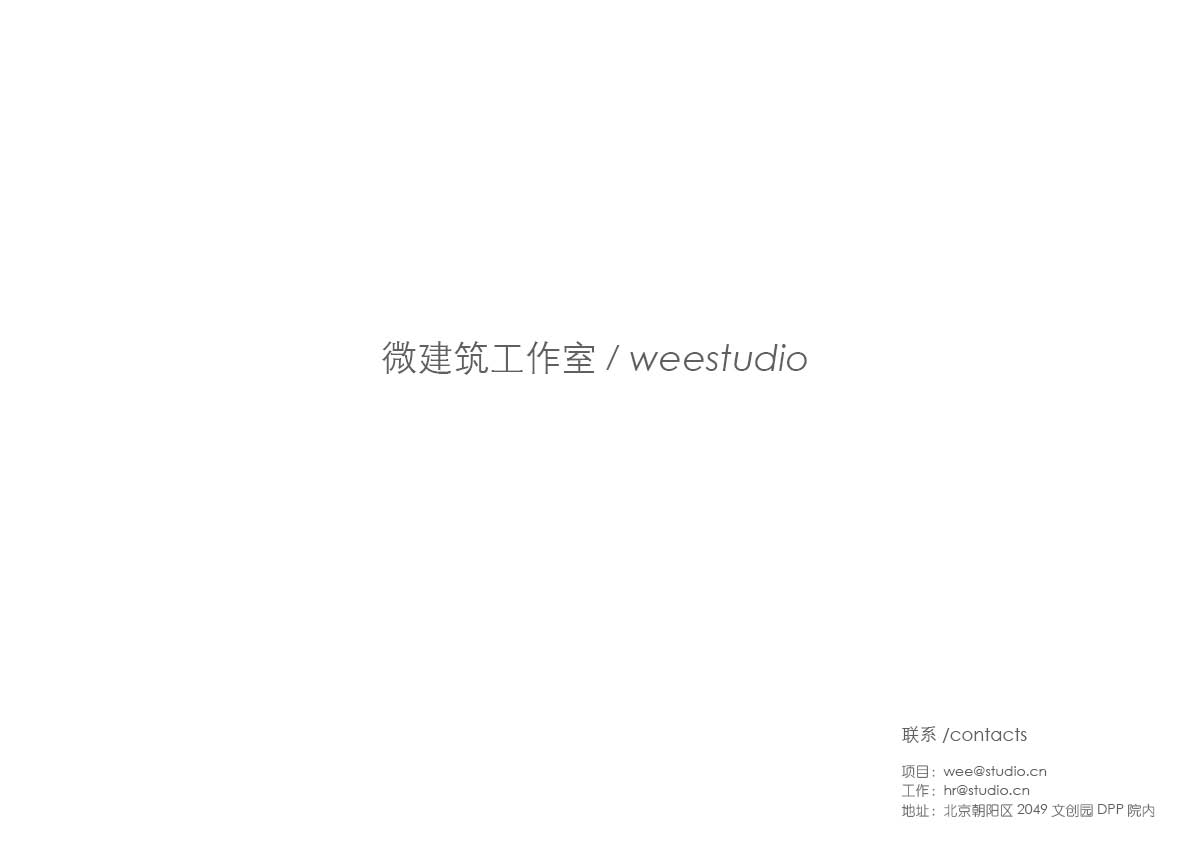 微建筑工作室 / weestudio
联系 /contacts
项目：wee@studio.cn
工作：hr@studio.cn
地址：北京朝阳区 2049 文创园 DPP 院内